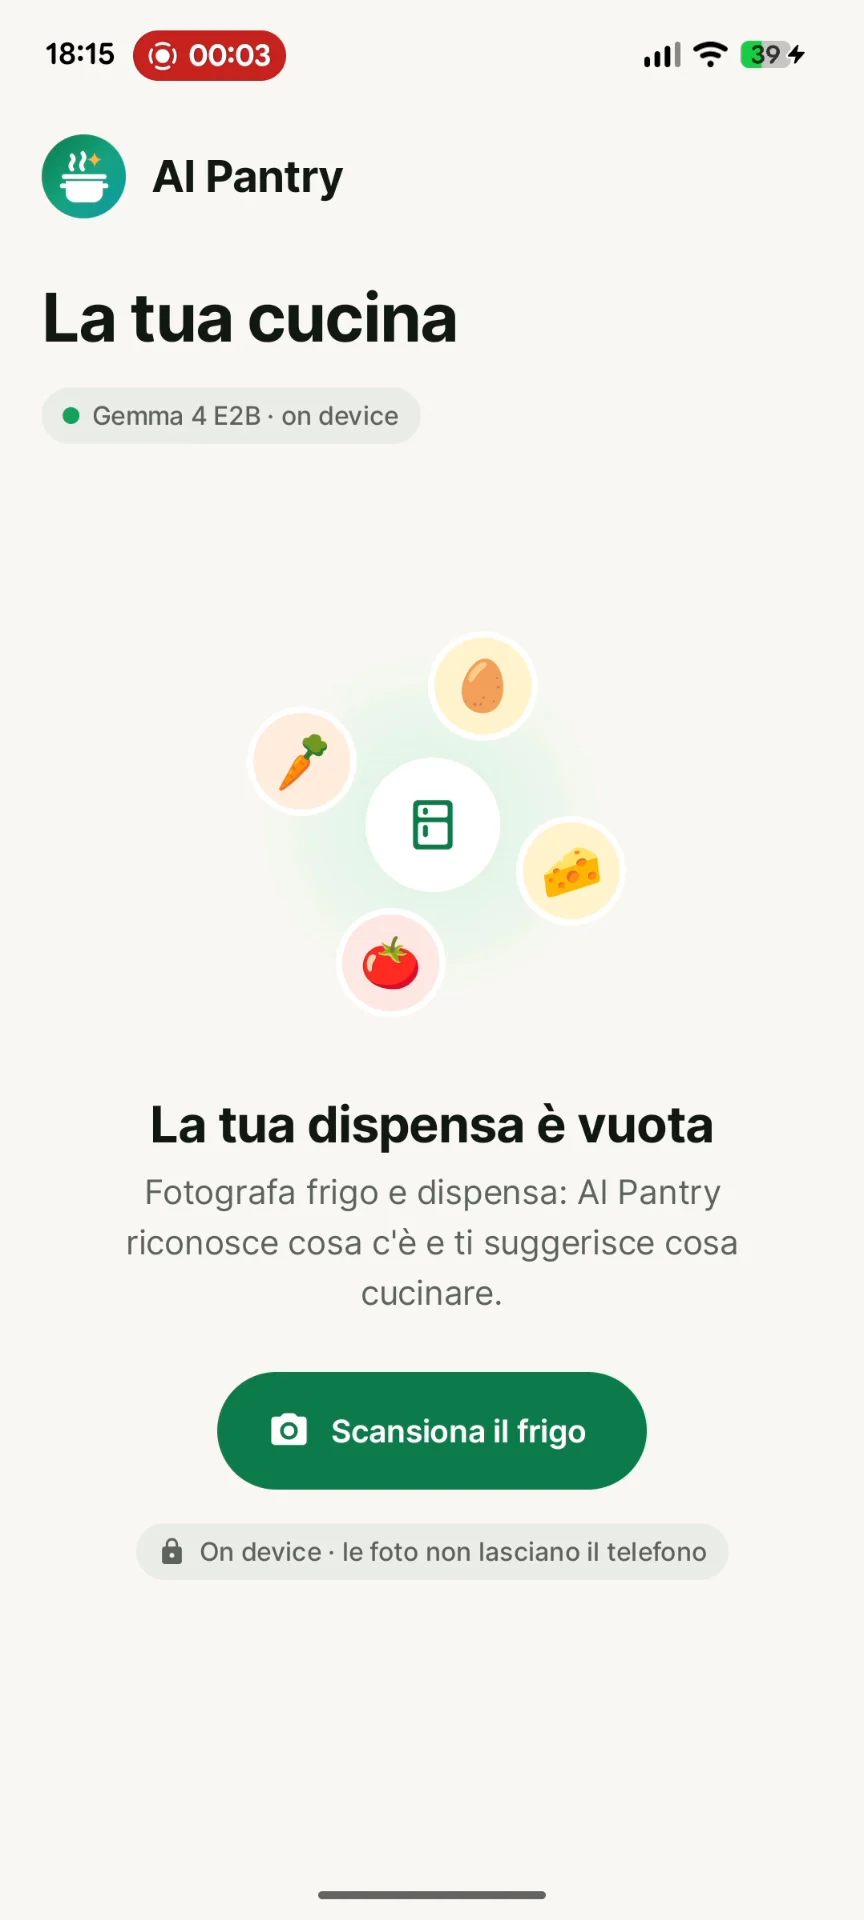 18:15
00:03
39
AI Pantry
La tua cucina
Gemma 4 E2B · on device
La tua dispensa è vuota
Fotografa frigo e dispensa: AI Pantry
riconosce cosa c'è e ti suggerisce cosa
cucinare.
Scansiona il frigo
On device · le foto non lasciano il telefono